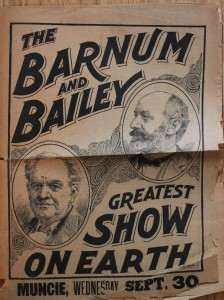 THE
BARNUM
AND
BAILEY
GREATEST
SHOW
ON EARTH
MUNCIE, WEDNESDAY SEPT. 30